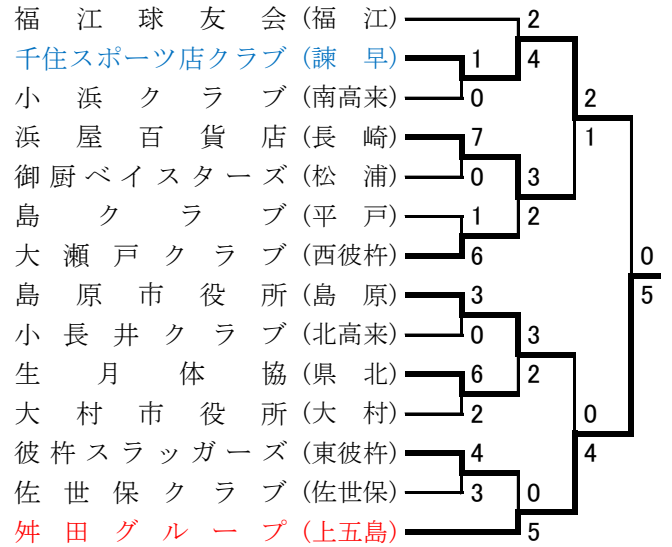 福江球友会(福江) 2
千住スポーツ店クラブ(諫早) 1 4
小浜クラブ(南高来) 0 2
浜屋百貨店(長崎) 7 1
御厨ベイスターズ(松浦) 0 3
島クラブ(平戸) 1 2
大瀬戸クラブ(西彼杵) 6 0
島原市役所(島原) 3 5
小長井クラブ(北高来) 0 3
生月体協(県北) 6 2
大村市役所(大村) 2 0
彼杵スラッガーズ(東彼杵) 4 4
佐世保クラブ(佐世保) 3 0
舛田グループ(上五島) 5